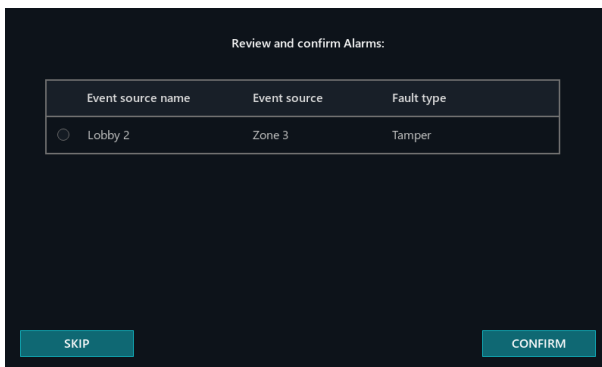 Review and confirm Alarms:
Event source name Event source Fault type
Lobby 2 Zone 3 Tamper
SKIP CONFIRM